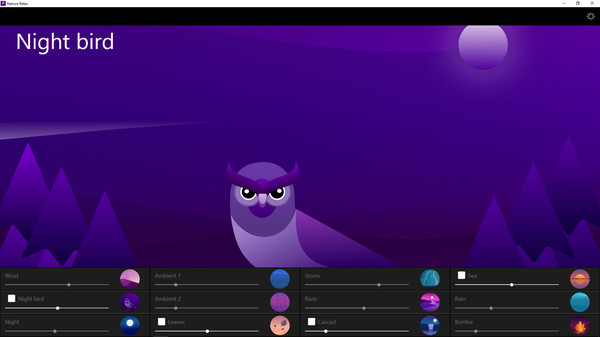 Nature Relax
Night bird
Wind
Ambient 1
Storm
Sea
Night bird
Ambient 2
River
Rain
Night
Leaves
Cascad
Bonfire